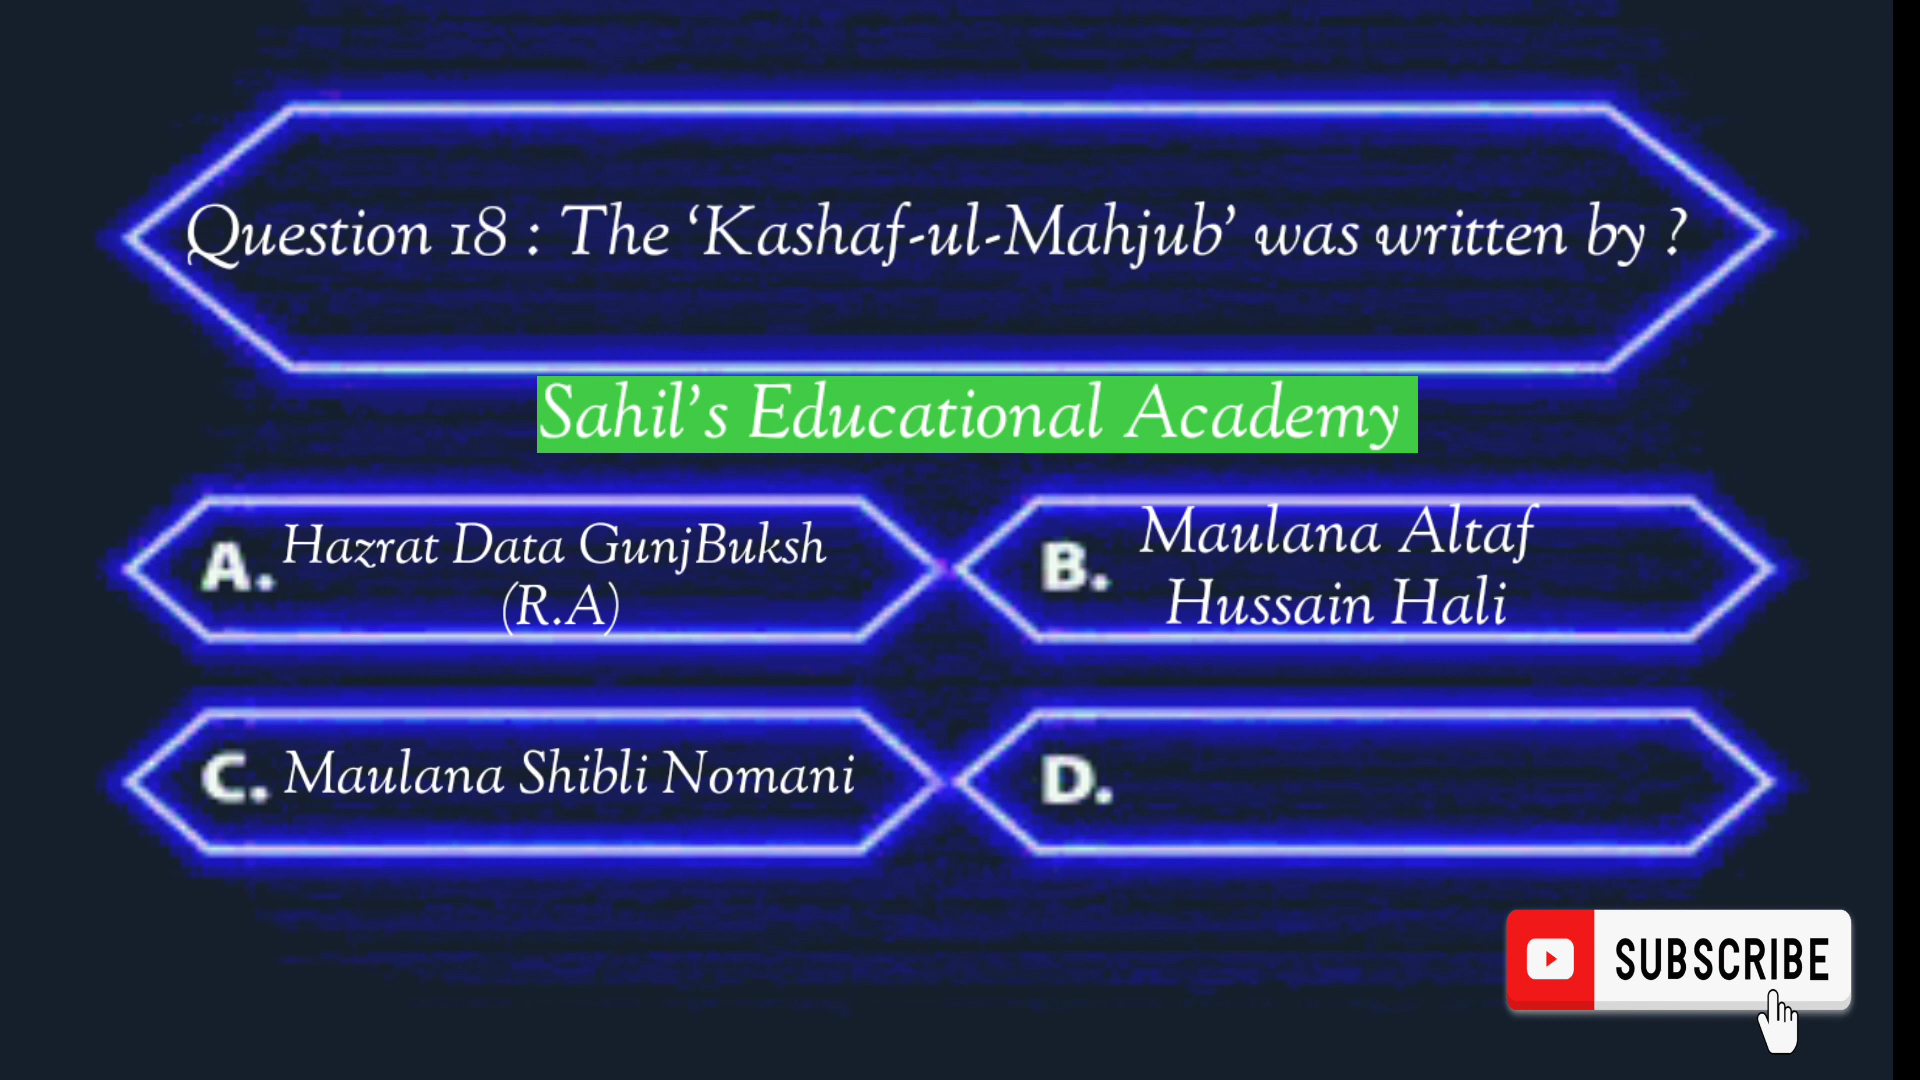 Question 18 : The ‘Kashaf-ul-Mahjub’ was written by ?
Sahil’s Educational Academy
A. Hazrat Data GunjBuksh
(R.A)
B. Maulana Altaf
Hussain Hali
C. Maulana Shibli Nomani
D.
SUBSCRIBE